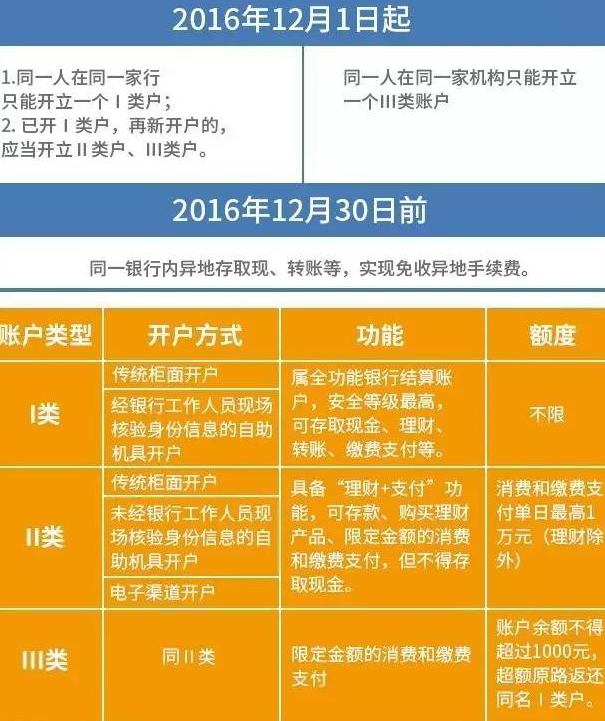 2016年12月1日起
1.同一人在同一家行
只能开立一个Ⅰ类户；
2. 已开Ⅰ类户，再新开户的，
应当开立Ⅱ类户、Ⅲ类户。
同一人在同一家机构只能开立
一个Ⅲ类账户
2016年12月30日前
同一银行内异地存取现、转账等，实现免收异地手续费。
账户类型
开户方式
功能
额度
Ⅰ类
传统柜面开户
经银行工作人员现场
核验身份信息的自助
机具开户
属全功能银行结算账
户，安全等级最高，
可存取现金、理财、
转账、缴费支付等。
不限
Ⅱ类
传统柜面开户
未经银行工作人员现
场核验身份信息的自
助机具开户
电子渠道开户
具备“理财+支付”功
能，可存款、购买理财
产品、限定金额的消费
和缴费支付，但不得存
取现金。
消费和缴费支
付单日最高1
万元（理财除
外）
Ⅲ类
同Ⅱ类
限定金额的消费和缴费
支付
账户余额不得
超过1000元，
超额原路返还
同名Ⅰ类户。